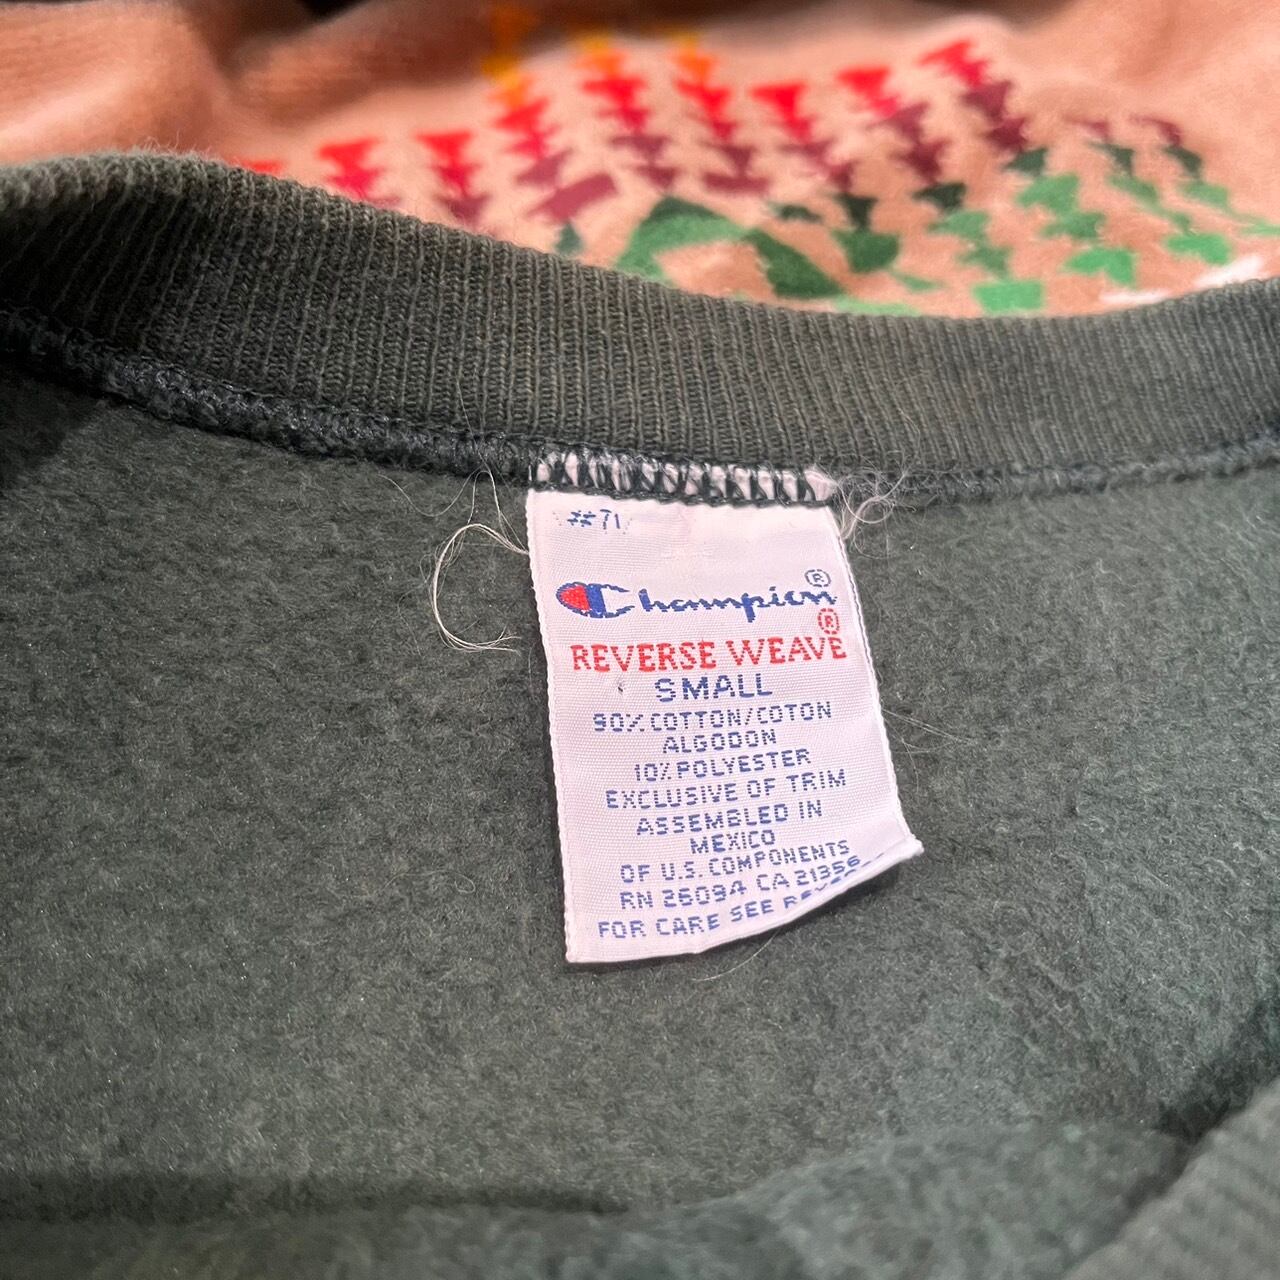 #71
Champion®
REVERSE WEAVE®
SMALL
90% COTTON/COTON
ALGODON
10% POLYESTER
EXCLUSIVE OF TRIM
ASSEMBLED IN
MEXICO
OF U.S. COMPONENTS
RN 26094 CA 21356
FOR CARE SEE